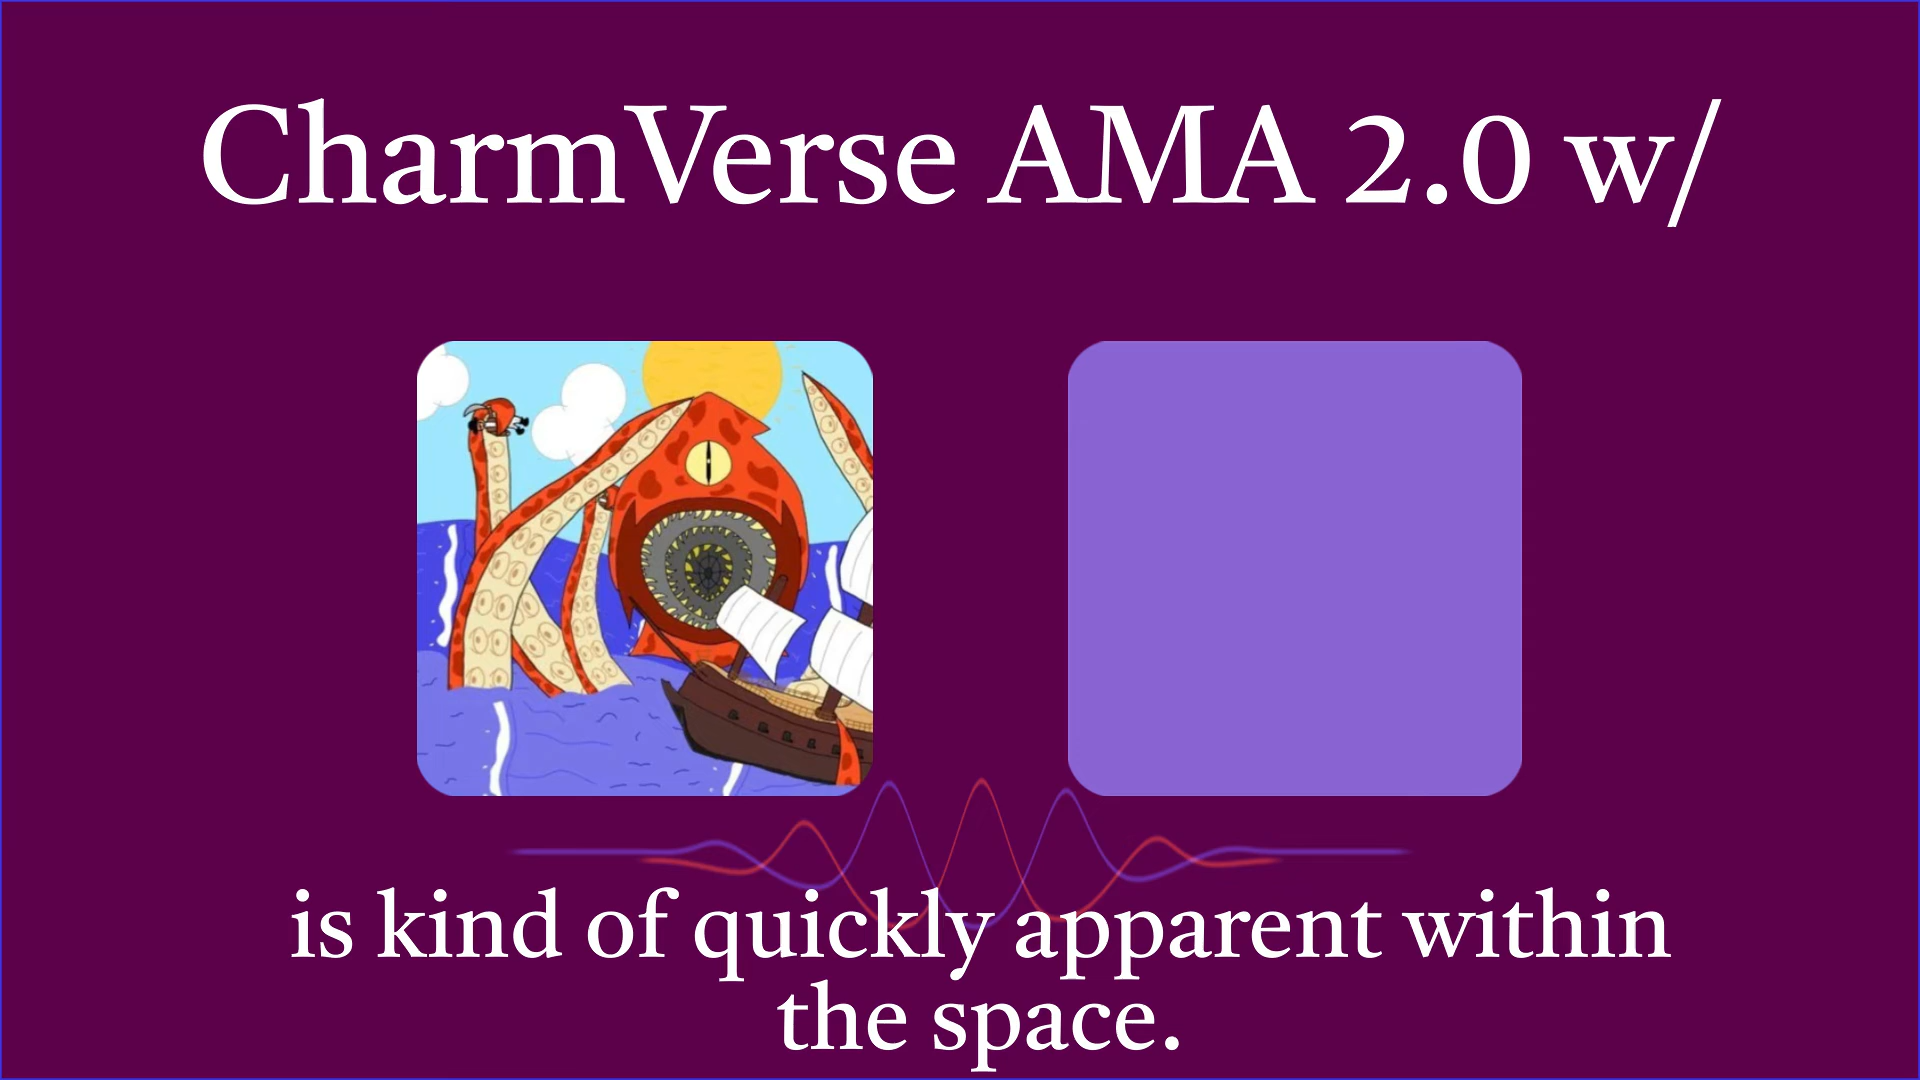 CharmVerse AMA 2.0 w/
is kind of quickly apparent within
the space.